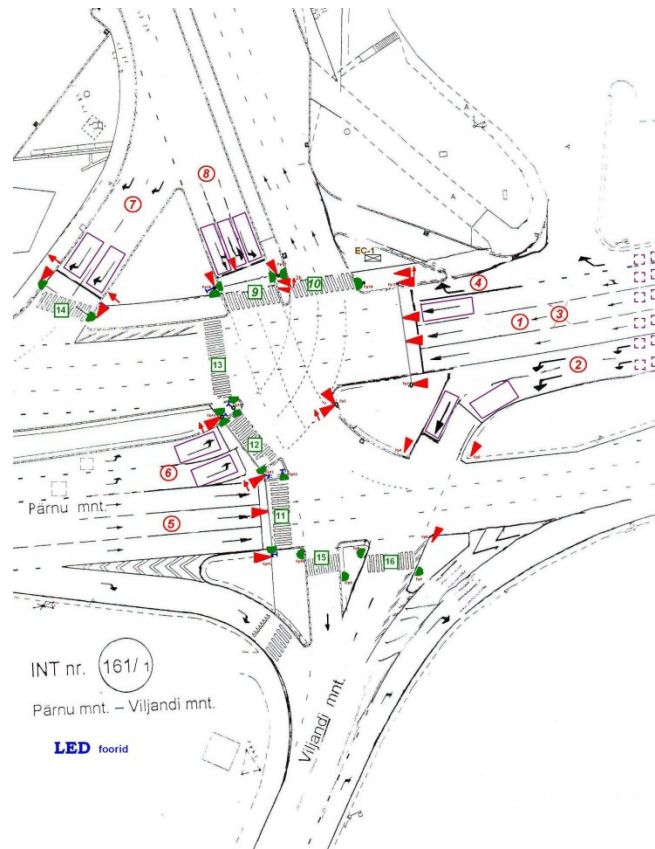 8
7
EC-1
9
10
4
14
1
3
2
13
12
6
Pärnu mnt.
5
11
15
16
INT nr. 161/1
Pärnu mnt. – Viljandi mnt.
LED foorid
Viljandi mnt.